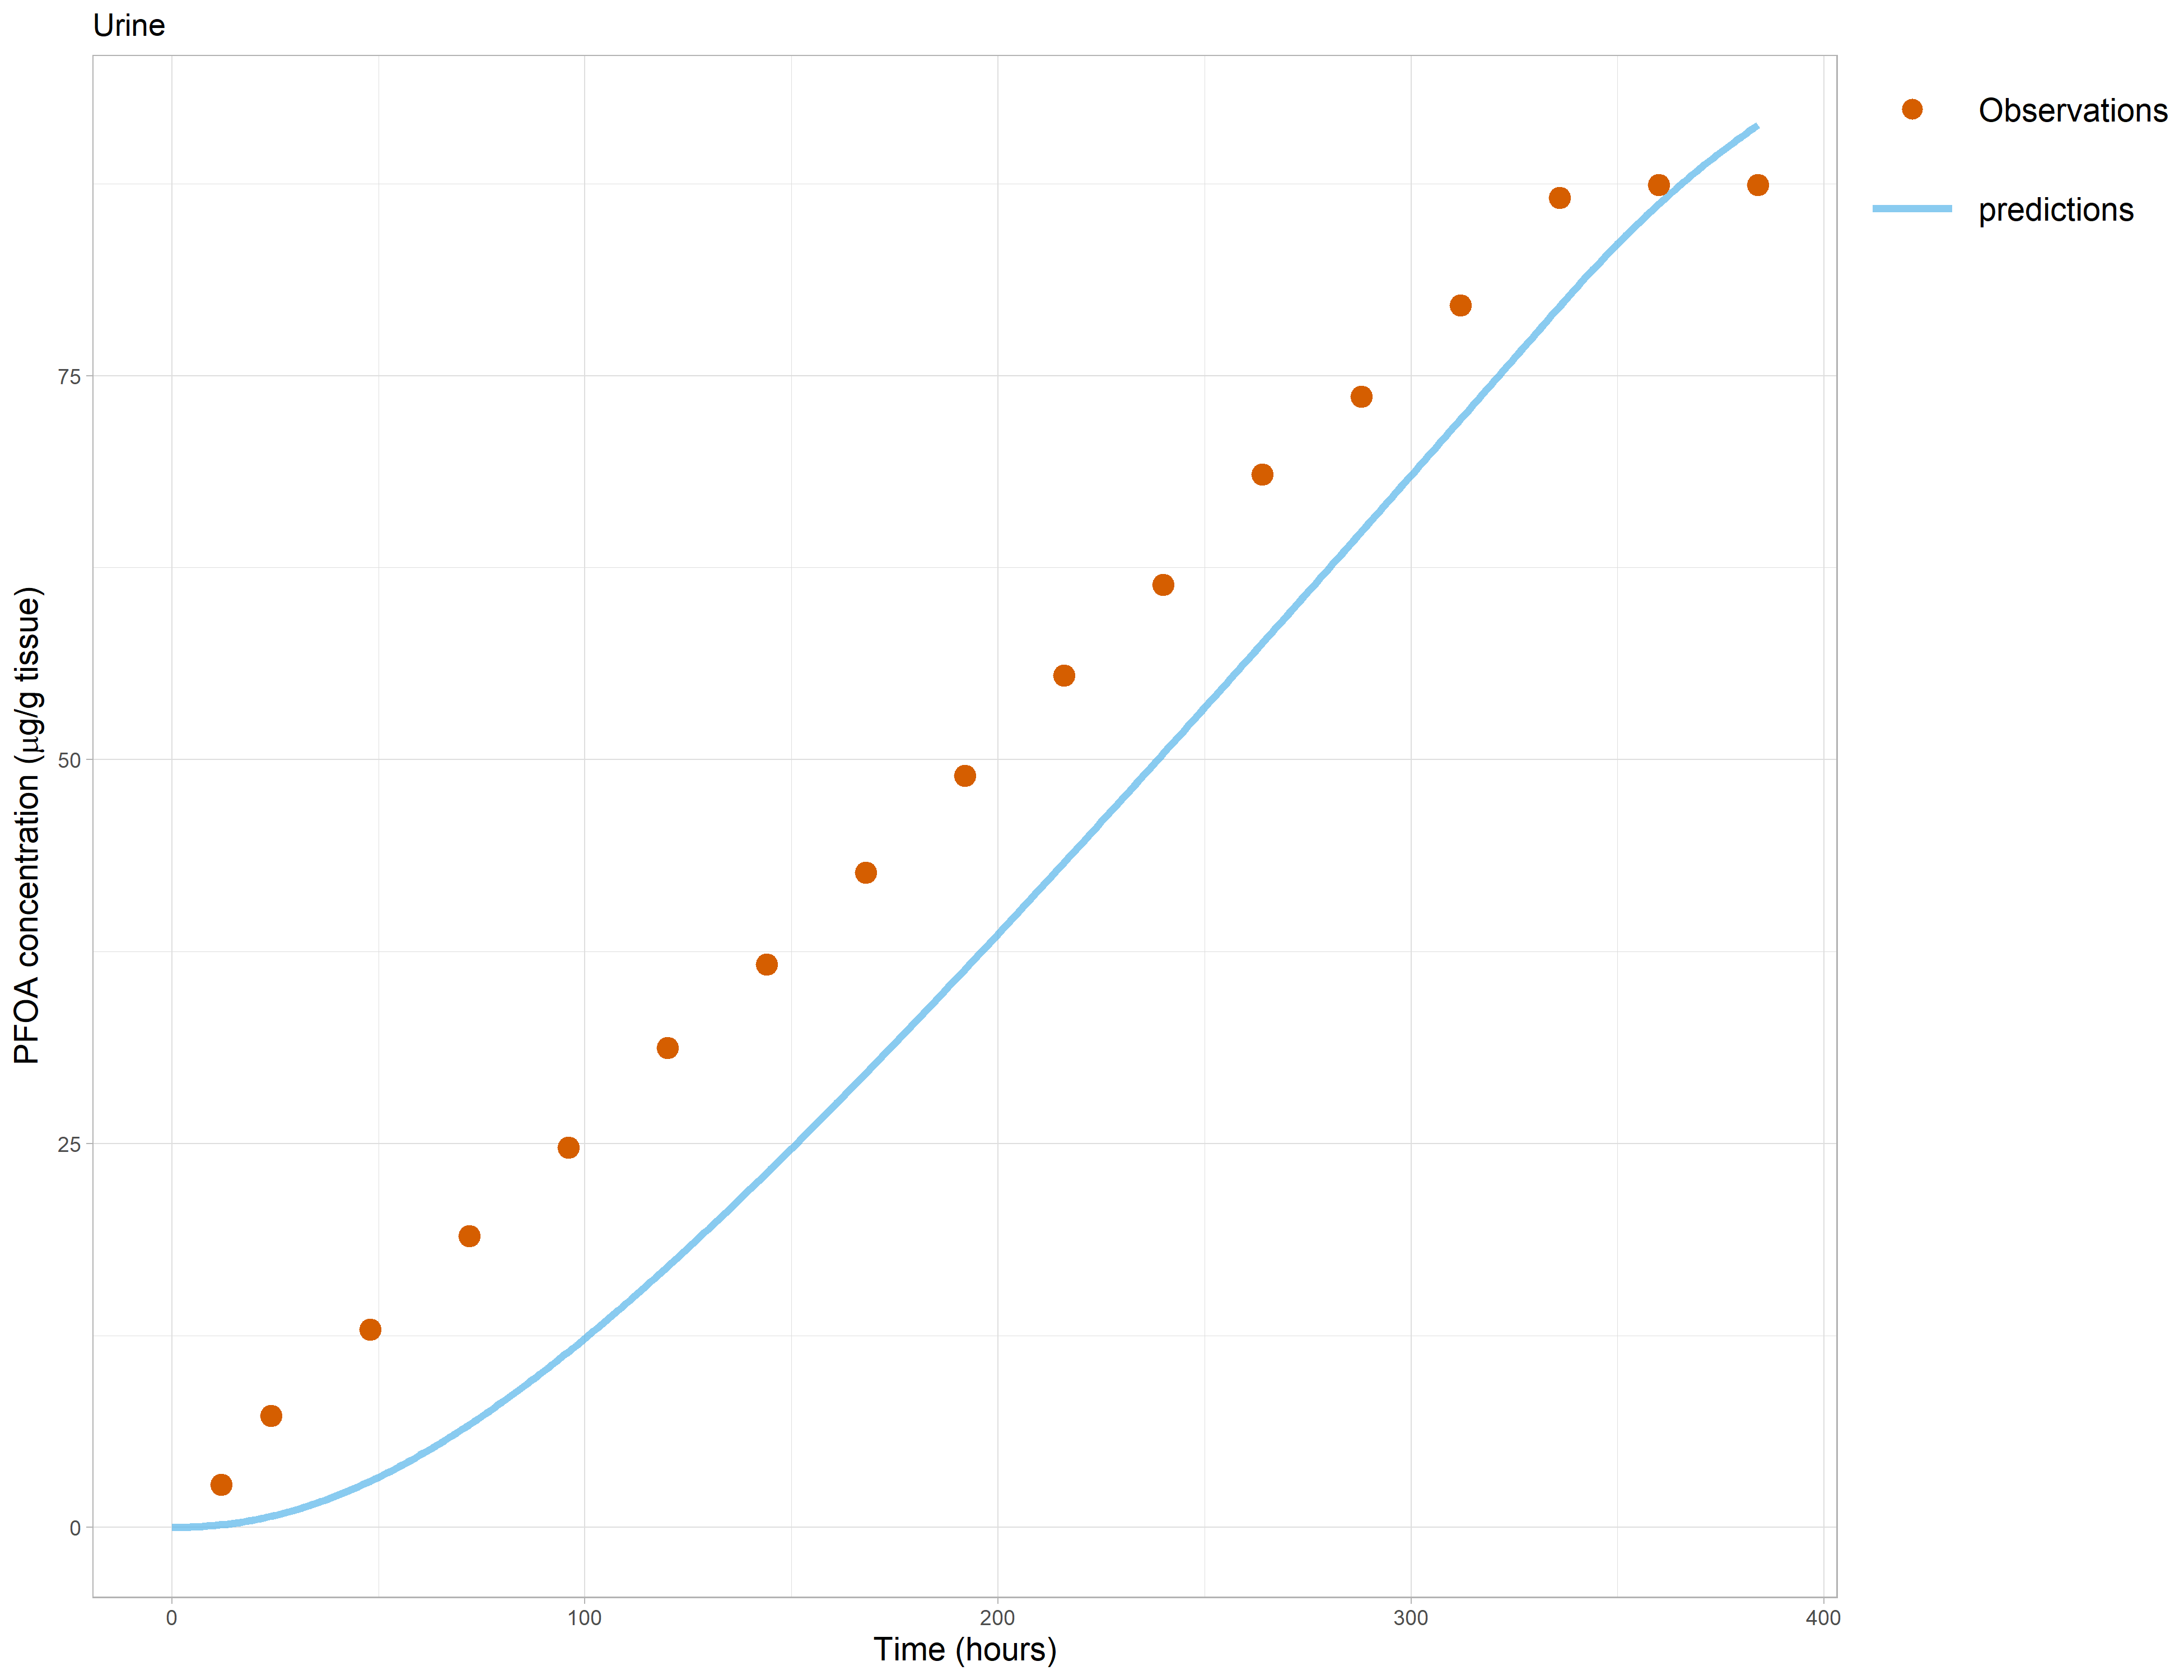 Urine
Observations
predictions
PFOA concentration (μg/g tissue)
75
50
25
0
0
100
200
300
400
Time (hours)